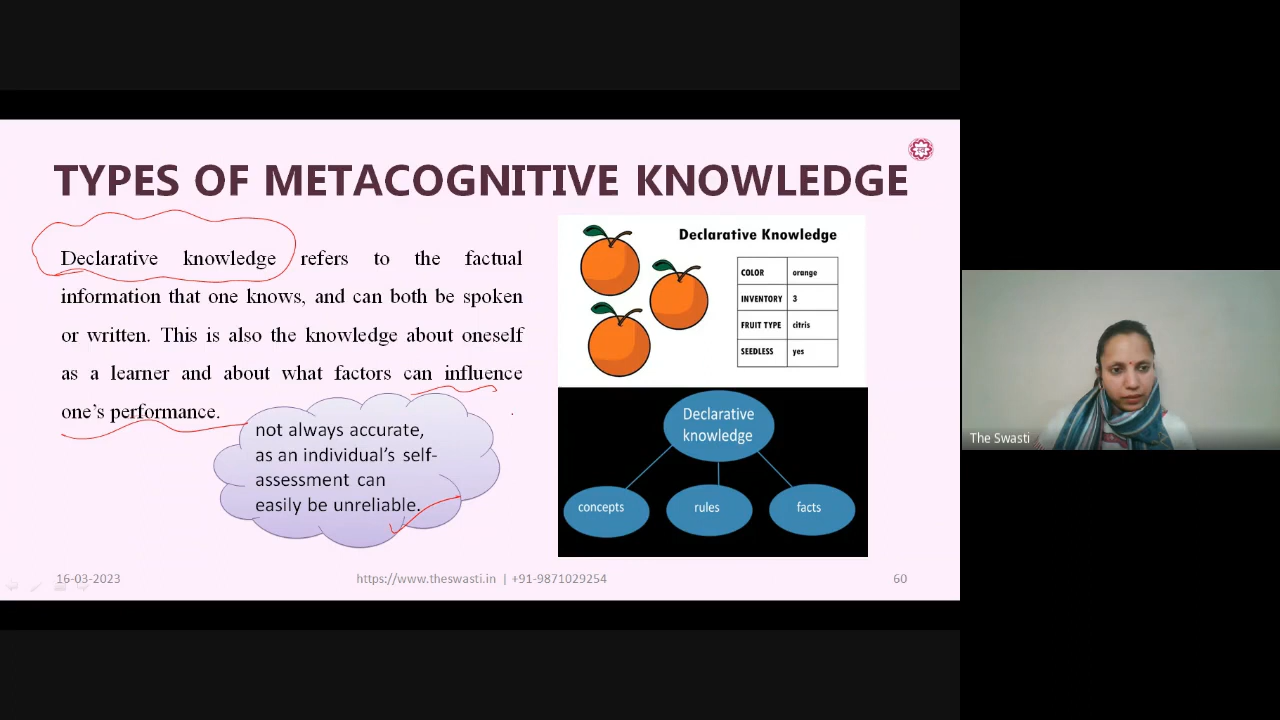 TYPES OF METACOGNITIVE KNOWLEDGE
Declarative knowledge refers to the factual
information that one knows, and can both be spoken
or written. This is also the knowledge about oneself
as a learner and about what factors can influence
one's performance.
not always accurate,
as an individual's self-
assessment can
easily be unreliable.
Declarative Knowledge
COLOR orange
INVENTORY 3
FRUIT TYPE citris
SEEDLESS yes
Declarative
knowledge
concepts
rules
facts
16-03-2023
https://www.theswasti.in | +91-9871029254
60
The Swasti